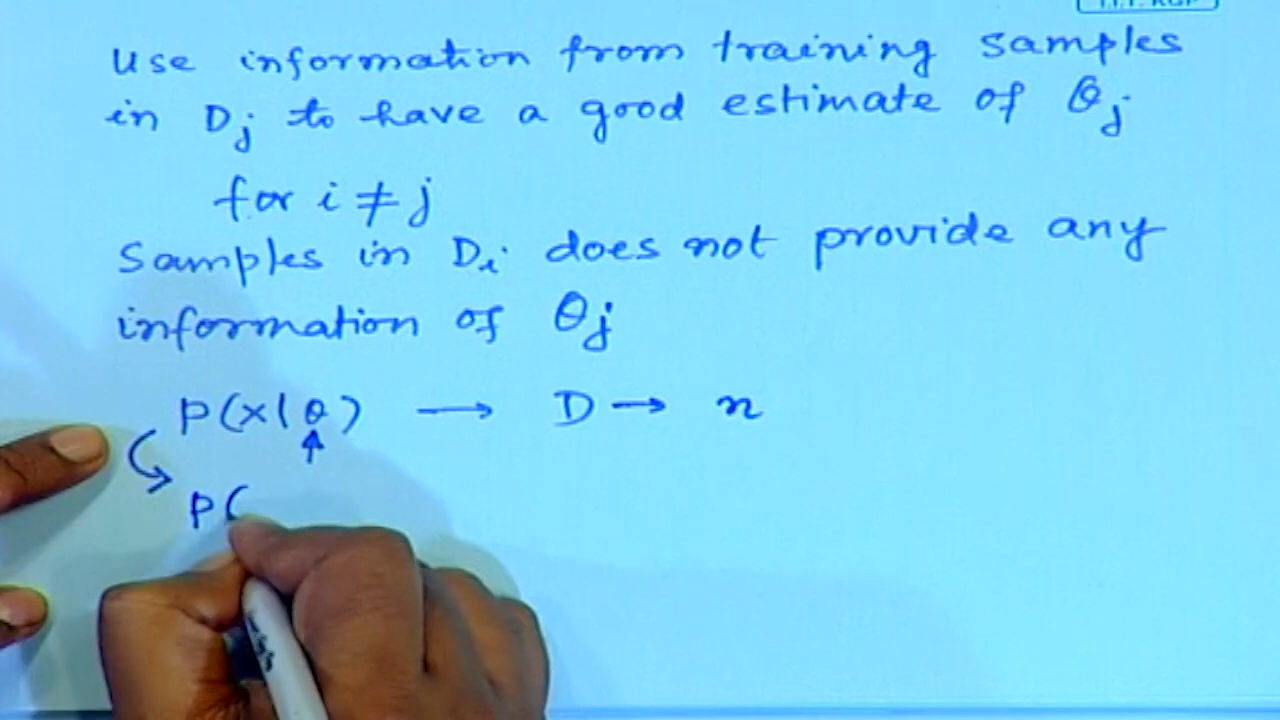 Use information from training samples
in Dj to have a good estimate of θj
for i ≠ j
Samples in Di does not provide any
information of θj
P(X|θ) → D → n
P(